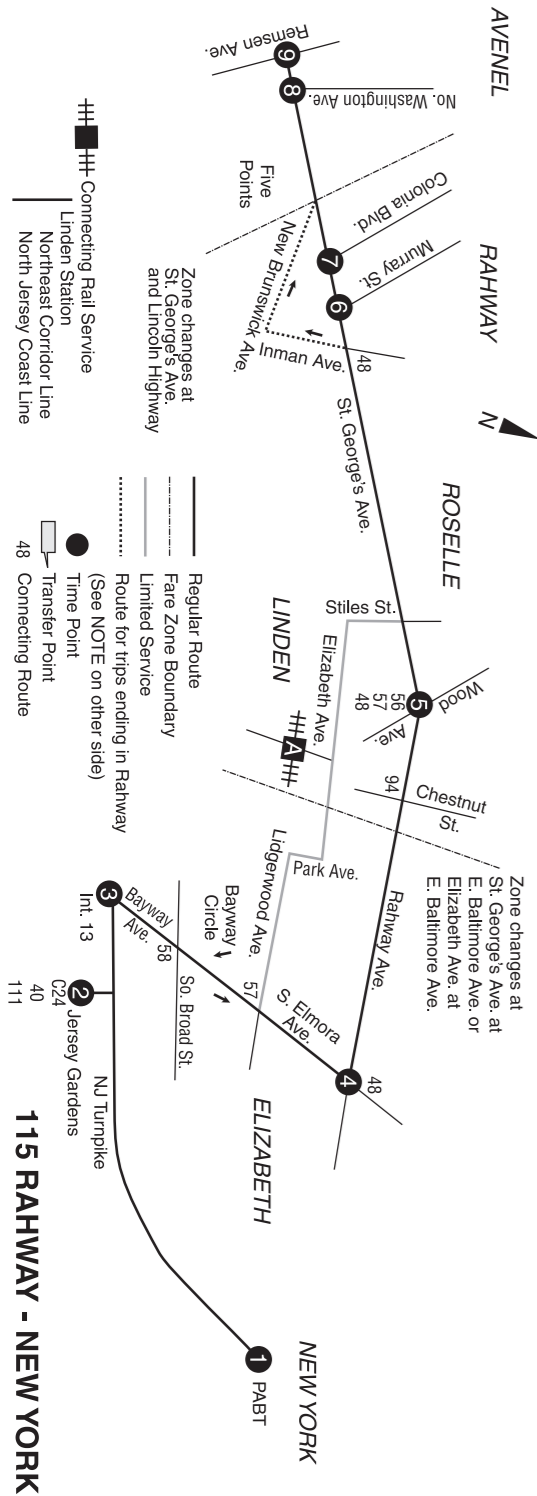 AVENEL
RAHWAY
ROSELLE
LINDEN
ELIZABETH
NEW YORK
N
9
Remsen Ave.
8
No. Washington Ave.
Five
Points
Colonia Blvd.
7
Murray St.
6
New Brunswick Ave.
Inman Ave.
48
St. George's Ave.
Stiles St.
Elizabeth Ave.
5
Wood
Ave.
56
57
48
A
94
Chestnut
St.
Park Ave.
Lidgerwood Ave.
Rahway Ave.
Zone changes at
St. George's Ave. at
E. Baltimore Ave. or
Elizabeth Ave. at
E. Baltimore Ave.
4
48
S. Elmora
Ave.
57
Bayway
Circle
So. Broad St.
58
Bayway
Ave.
3
Int. 13
2
Jersey Gardens
C24
40
111
NJ Turnpike
1
PABT
Zone changes at
St. George's Ave.
and Lincoln Highway
Connecting Rail Service
Linden Station
Northeast Corridor Line
North Jersey Coast Line
Regular Route
Fare Zone Boundary
Limited Service
Route for trips ending in Rahway
(See NOTE on other side)
Time Point
Transfer Point
48 Connecting Route
115 RAHWAY - NEW YORK